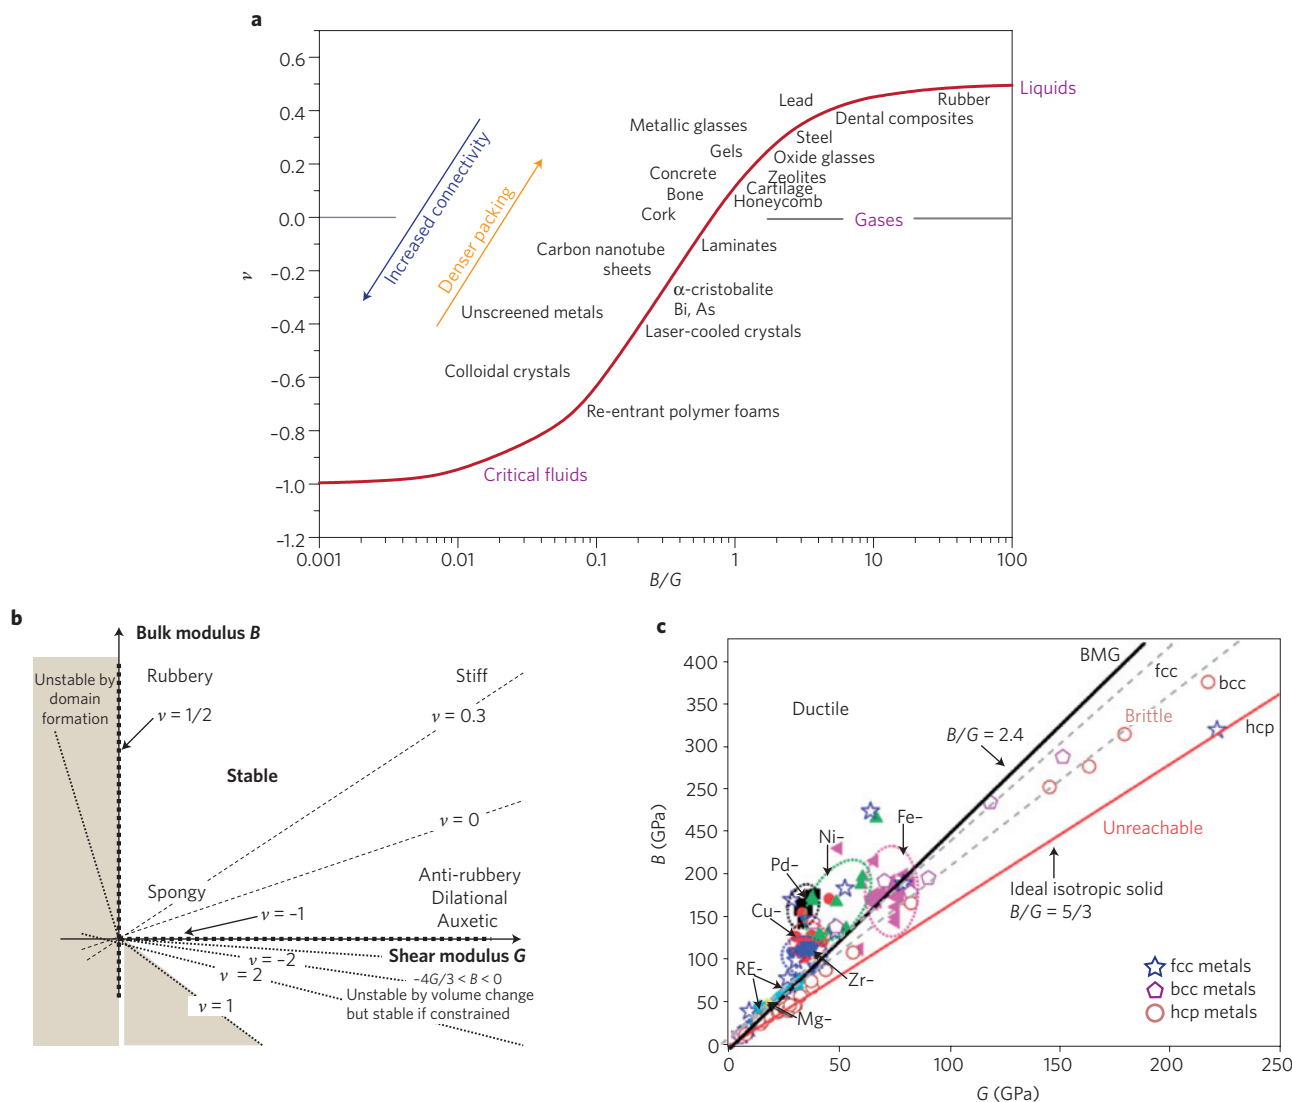 a
0.6
0.4
0.2
0.0
–0.2
–0.4
–0.6
–0.8
–1.0
–1.2
ν
0.001
0.01
0.1
1
10
100
B/G
Increased connectivity
Denser packing
Liquids
Lead
Rubber
Metallic glasses
Dental composites
Steel
Gels
Oxide glasses
Concrete
Zeolites
Bone
Cartilage
Honeycomb
Cork
Gases
Carbon nanotube
sheets
Laminates
α-cristobalite
Bi, As
Unscreened metals
Laser-cooled crystals
Colloidal crystals
Re-entrant polymer foams
Critical fluids
b
Bulk modulus B
Unstable by
domain
formation
Rubbery
Stiff
ν = 1/2
ν = 0.3
Stable
ν = 0
Spongy
Anti-rubbery
Dilational
Auxetic
ν = –1
Shear modulus G
ν = –2
–4G/3 < B < 0
ν = 2
Unstable by volume change
but stable if constrained
ν = 1
c
400
350
300
250
450
200
150
100
50
0
B (GPa)
0
50
100
150
200
250
G (GPa)
BMG
fcc
bcc
Ductile
Brittle
hcp
B/G = 2.4
Unreachable
Fe–
Ni–
Pd–
Ideal isotropic solid
B/G = 5/3
Cu–
RE–
Zr–
Mg–
fcc metals
bcc metals
hcp metals